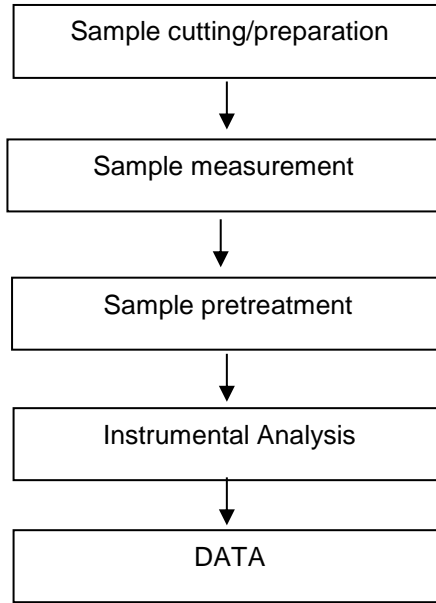 Sample cutting/preparation
Sample measurement
Sample pretreatment
Instrumental Analysis
DATA